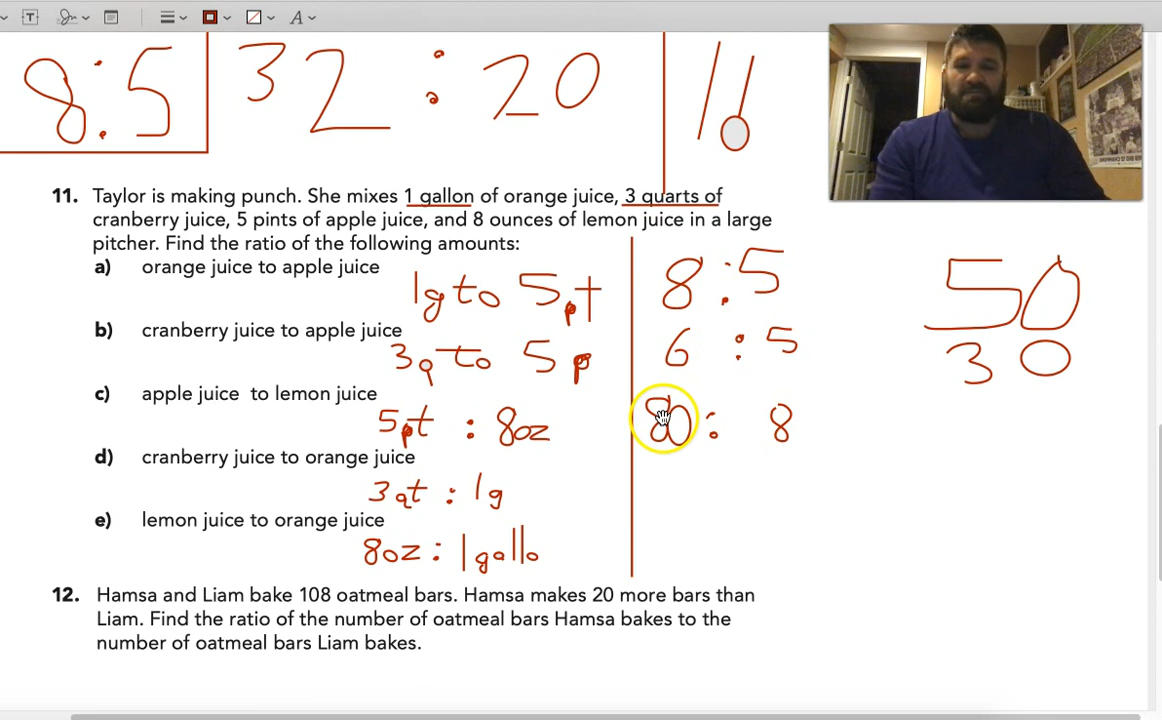 8:5 32 : 20
11. Taylor is making punch. She mixes 1 gallon of orange juice, 3 quarts of
cranberry juice, 5 pints of apple juice, and 8 ounces of lemon juice in a large
pitcher. Find the ratio of the following amounts:
a) orange juice to apple juice
1g to 5pt 8:5 50
b) cranberry juice to apple juice
3q to 5p 6 : 5 30
c) apple juice to lemon juice
5pt : 8oz 80 : 8
d) cranberry juice to orange juice
3qt : 1g
e) lemon juice to orange juice
8oz : 1gallo
12. Hamsa and Liam bake 108 oatmeal bars. Hamsa makes 20 more bars than
Liam. Find the ratio of the number of oatmeal bars Hamsa bakes to the
number of oatmeal bars Liam bakes.